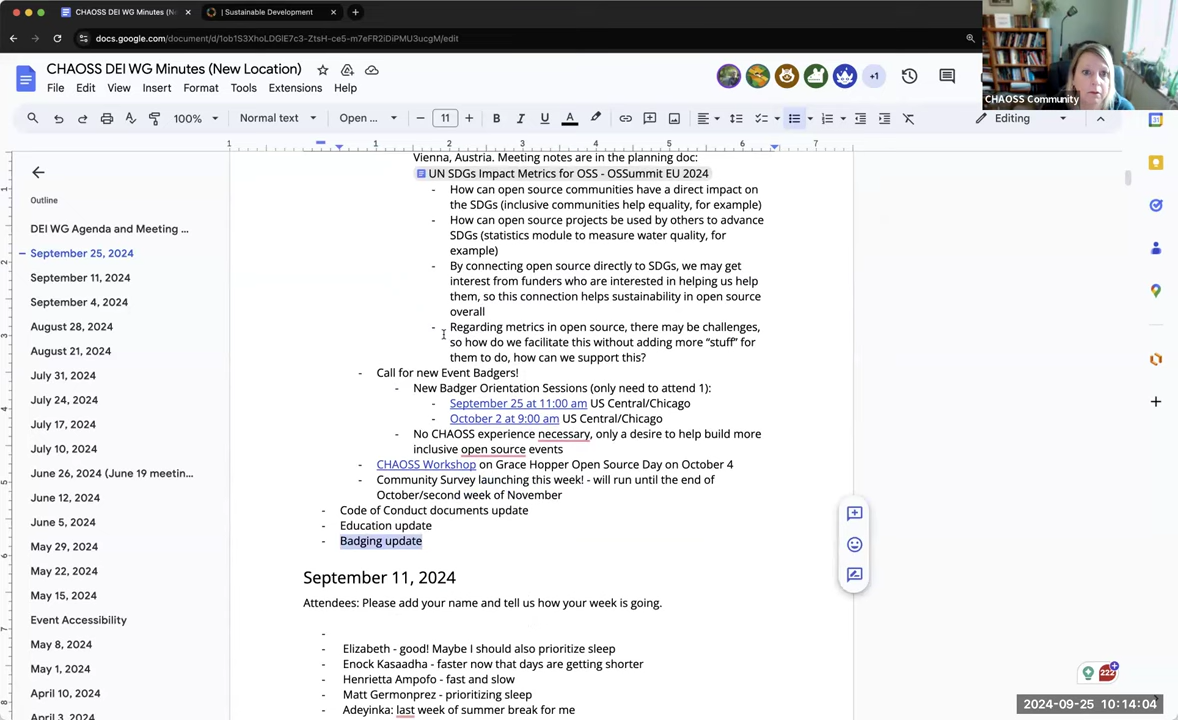 CHAOSS DEI WG Minutes (N
| Sustainable Development
docs.google.com/document/d/1ob1S3XhoLDGlE7c3-ZtsH-ce5-m7eFR2iDiPMU3ucgM/edit
CHAOSS DEI WG Minutes (New Location)
File Edit View Insert Format Tools Extensions Help
+1
CHAOSS Community
100% Normal text Open ... 11 B I U A Editing
1 1 2 3 4 5 6 7
Outline
DEI WG Agenda and Meeting ...
September 25, 2024
September 11, 2024
September 4, 2024
August 28, 2024
August 21, 2024
July 31, 2024
July 24, 2024
July 17, 2024
July 10, 2024
June 26, 2024 (June 19 meetin...
June 12, 2024
June 5, 2024
May 29, 2024
May 22, 2024
May 15, 2024
Event Accessibility
May 8, 2024
May 1, 2024
April 10, 2024
April 3, 2024
Vienna, Austria. Meeting notes are in the planning doc:
UN SDGs Impact Metrics for OSS - OSSummit EU 2024
- How can open source communities have a direct impact on
the SDGs (inclusive communities help equality, for example)
- How can open source projects be used by others to advance
SDGs (statistics module to measure water quality, for
example)
- By connecting open source directly to SDGs, we may get
interest from funders who are interested in helping us help
them, so this connection helps sustainability in open source
overall
- Regarding metrics in open source, there may be challenges,
so how do we facilitate this without adding more “stuff” for
them to do, how can we support this?
- Call for new Event Badgers!
- New Badger Orientation Sessions (only need to attend 1):
- September 25 at 11:00 am US Central/Chicago
- October 2 at 9:00 am US Central/Chicago
- No CHAOSS experience necessary, only a desire to help build more
inclusive open source events
- CHAOSS Workshop on Grace Hopper Open Source Day on October 4
- Community Survey launching this week! - will run until the end of
October/second week of November
- Code of Conduct documents update
- Education update
- Badging update
September 11, 2024
Attendees: Please add your name and tell us how your week is going.
-
- Elizabeth - good! Maybe I should also prioritize sleep
- Enock Kasaadha - faster now that days are getting shorter
- Henrietta Ampofo - fast and slow
- Matt Germonprez - prioritizing sleep
- Adeyinka: last week of summer break for me
222
2024-09-25 10:14:04